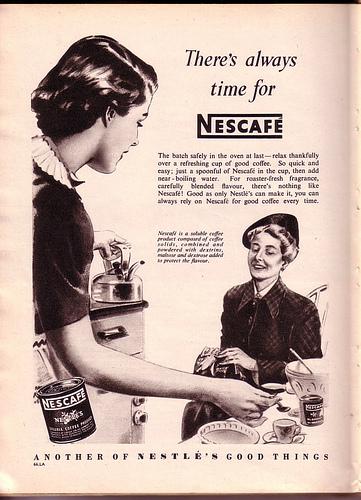 There's always
time for
NESCAFÉ
The batch safely in the oven at last—relax thankfully
over a refreshing cup of good coffee. So quick and
easy; just a spoonful of Nescafé in the cup, then add
near-boiling water. For roaster-fresh fragrance,
carefully blended flavour, there's nothing like
Nescafé! Good as only Nestlé's can make it, you can
always rely on Nescafé for good coffee every time.
Nescafé is a soluble coffee
product composed of coffee
solids, combined and
powdered with dextrins,
maltose and dextrose added
to protect the flavour.
NESCAFÉ
NESTLÉ'S
ANOTHER OF NESTLÉ'S GOOD THINGS